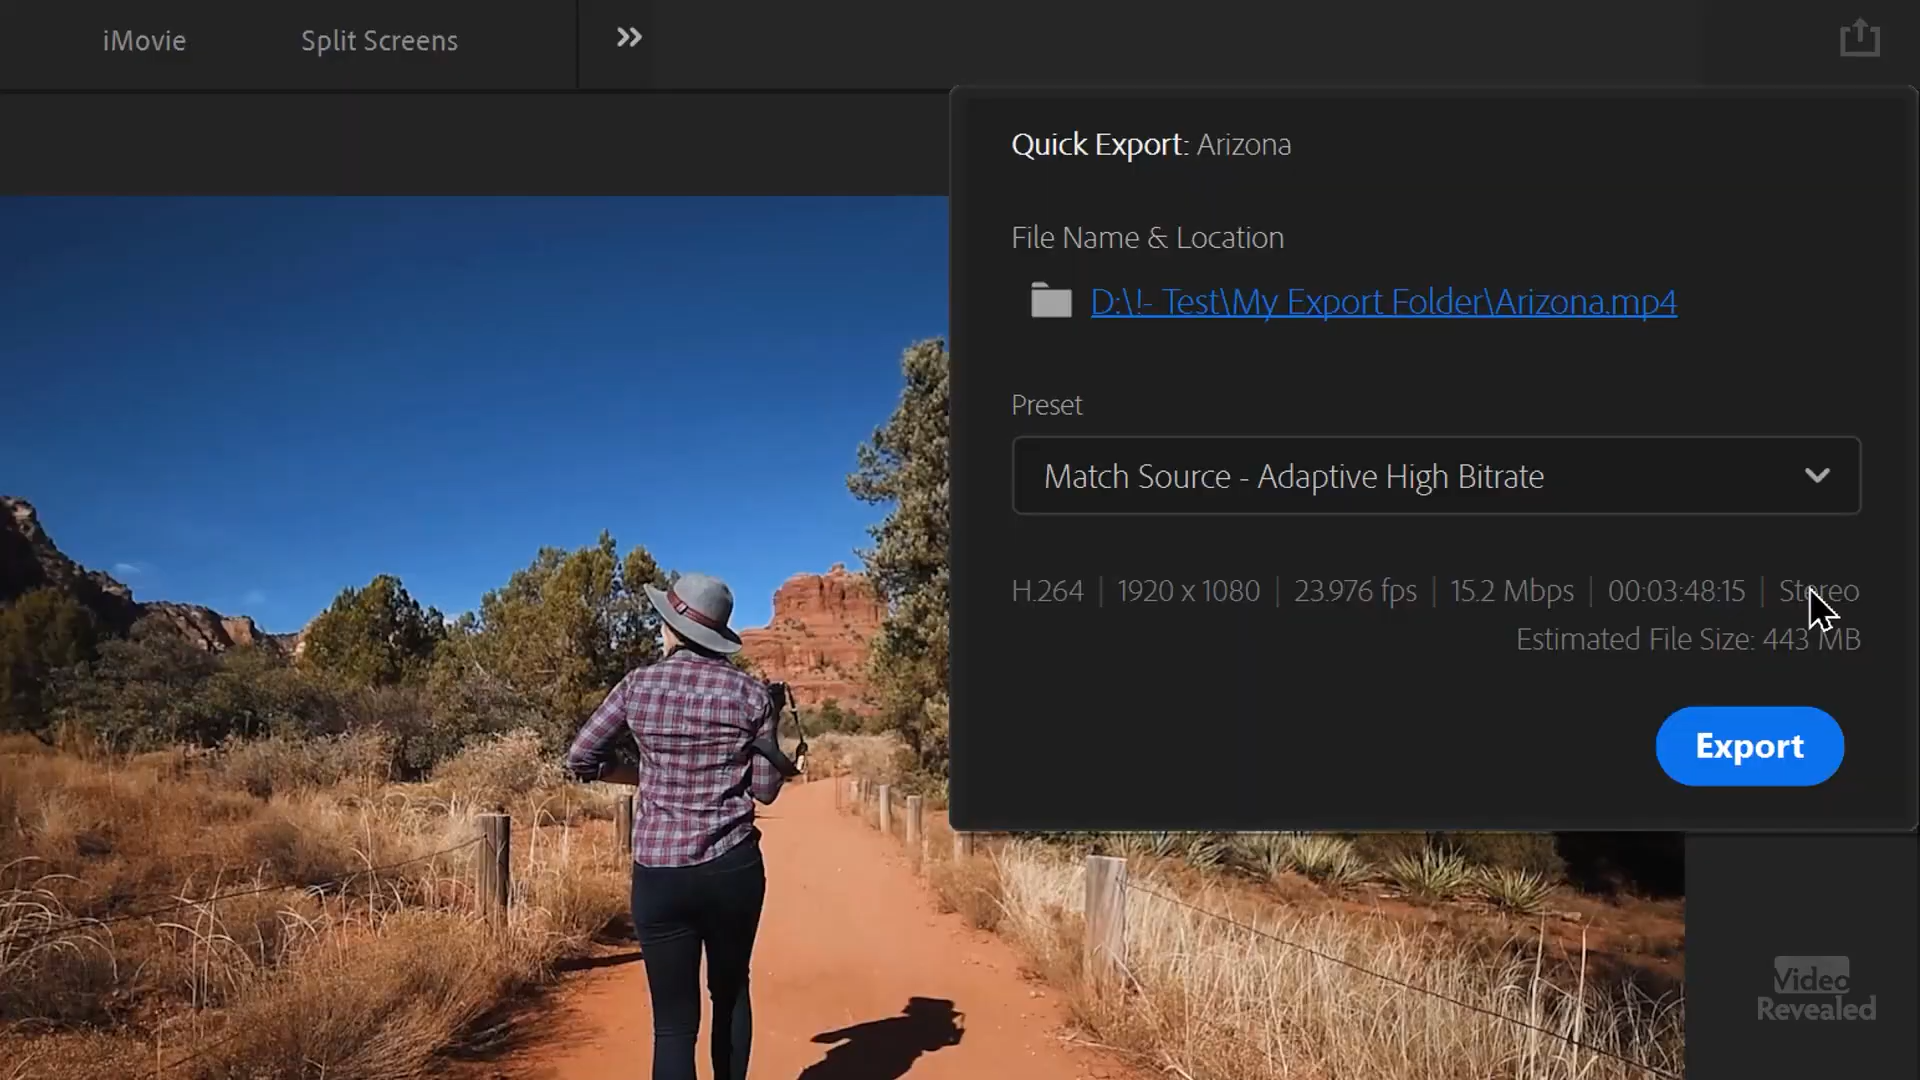 iMovie
Split Screens
Quick Export: Arizona
File Name & Location
D:\!- Test\My Export Folder\Arizona.mp4
Preset
Match Source - Adaptive High Bitrate
H.264 | 1920 x 1080 | 23.976 fps | 15.2 Mbps | 00:03:48:15 | Stereo
Estimated File Size: 443 MB
Export
Video
Revealed